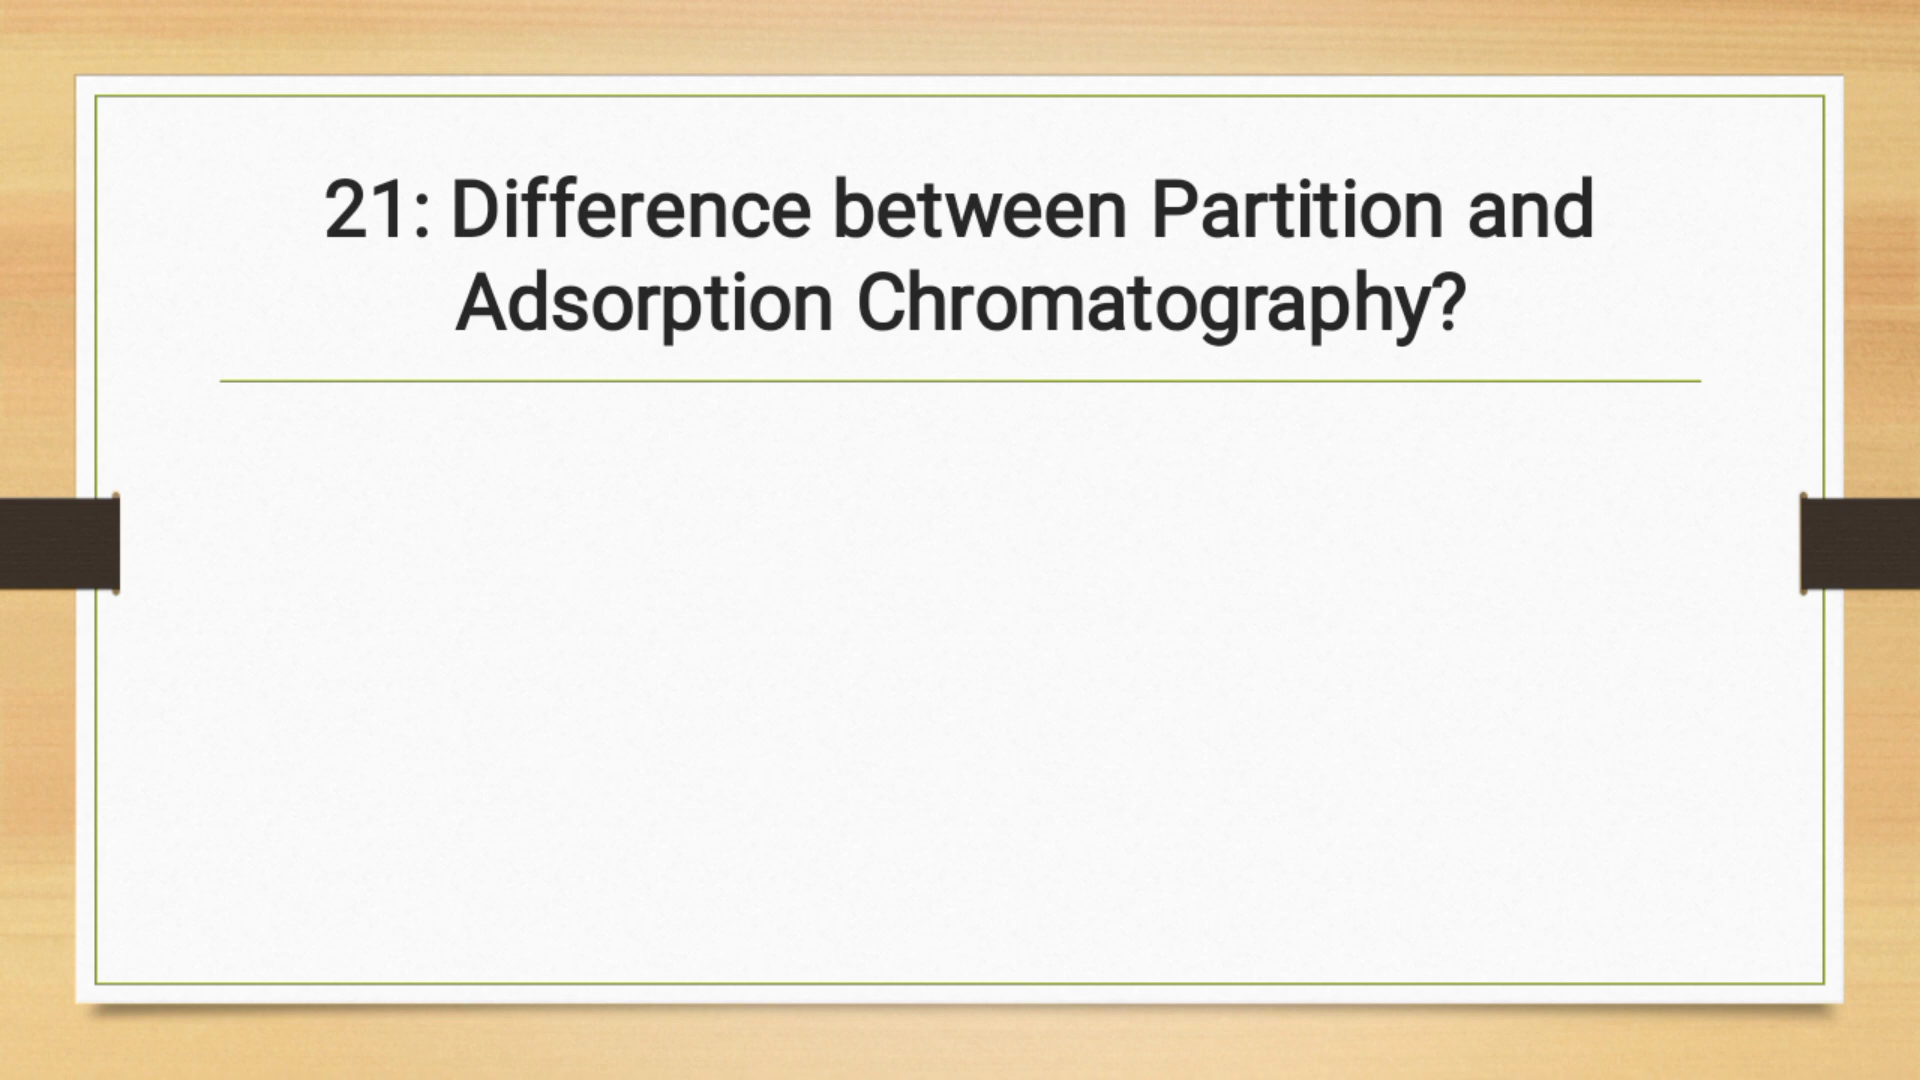 21: Difference between Partition and
Adsorption Chromatography?